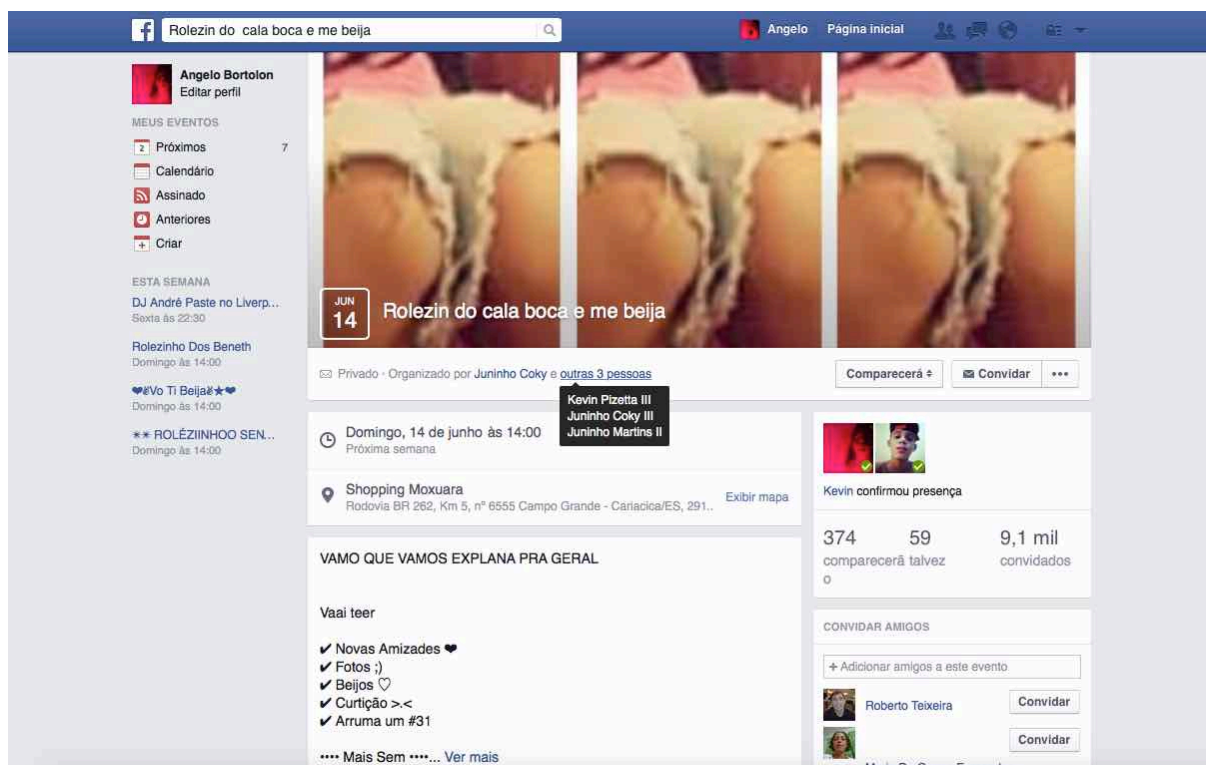 Rolezin do cala boca e me beija
Angelo
Página inicial
Angelo Bortolon
Editar perfil
MEUS EVENTOS
2 Próximos 7
Calendário
Assinado
Anteriores
+ Criar
ESTA SEMANA
DJ André Paste no Liverp...
Sexta às 22:30
Rolezinho Dos Beneth
Domingo às 14:00
Domingo às 14:00
✶✶ ROLÉZIINHOO SEN...
Domingo às 14:00
JUN
14
Rolezin do cala boca e me beija
Privado · Organizado por Juninho Coky e outras 3 pessoas
Kevin Pizetta III
Juninho Coky III
Juninho Martins II
Comparecerá
Convidar
•••
Domingo, 14 de junho às 14:00
Próxima semana
Shopping Moxuara
Rodovia BR 262, Km 5, nº 6555 Campo Grande - Cariacica/ES, 291..
Exibir mapa
VAMO QUE VAMOS EXPLANA PRA GERAL
Vaai teer
✔ Novas Amizades ❤
✔ Fotos ;)
✔ Beijos ♡
✔ Curtição >.<
✔ Arruma um #31
•••• Mais Sem ••••... Ver mais
Kevin confirmou presença
374 59 9,1 mil
comparecerã talvez convidados
o
CONVIDAR AMIGOS
+ Adicionar amigos a este evento
Roberto Teixeira
Convidar
Convidar